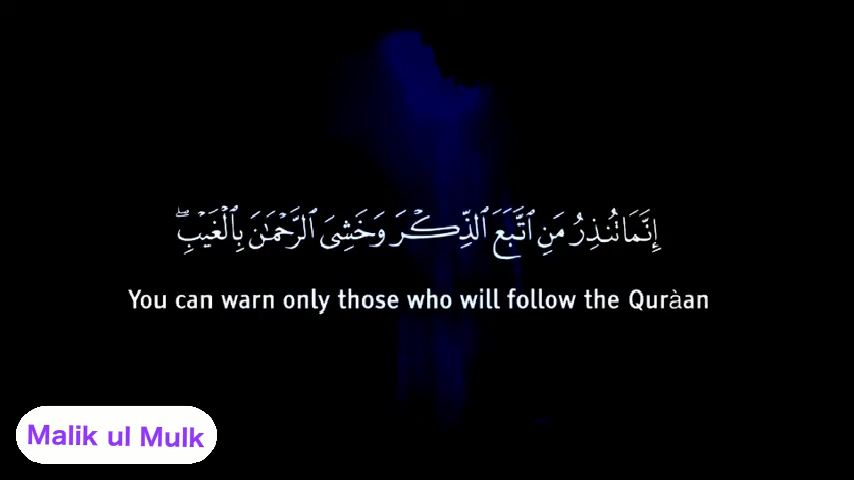 إِنَّمَا تُنذِرُ مَنِ ٱتَّبَعَ ٱلذِّكْرَ وَخَشِىَ ٱلرَّحْمَٰنَ بِٱلْغَيْبِ ۖ
You can warn only those who will follow the Quràan
Malik ul Mulk